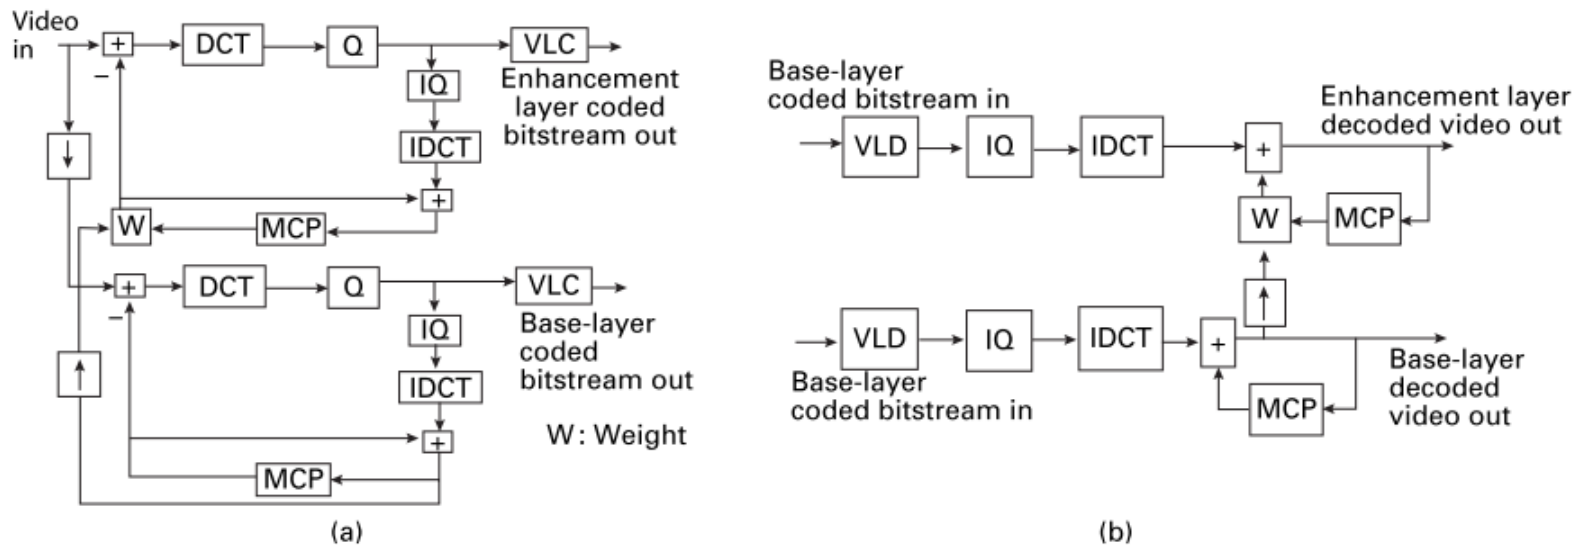 Video
in
+
DCT
Q
VLC
−
IQ
Enhancement
layer coded
bitstream out
IDCT
+
W
MCP
+
DCT
Q
VLC
−
IQ
Base-layer
coded
bitstream out
IDCT
W: Weight
+
MCP
(a)
Base-layer
coded bitstream in
VLD
IQ
IDCT
+
Enhancement layer
decoded video out
W
MCP
VLD
IQ
IDCT
+
Base-layer
coded bitstream in
Base-layer
decoded
video out
MCP
(b)